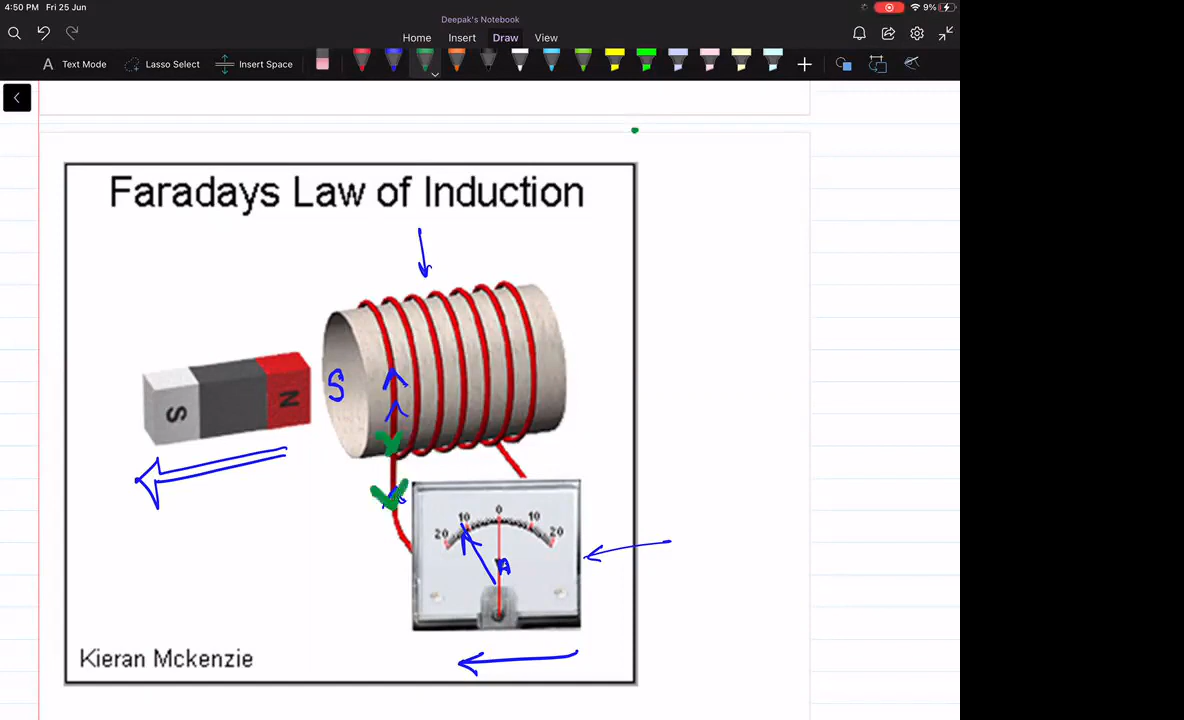 4:50 PM Fri 25 Jun
9%
Deepak's Notebook
Home Insert Draw View
Text Mode
Lasso Select
Insert Space
Faradays Law of Induction
S
N
S
20 10 0 10 20
A
Kieran Mckenzie